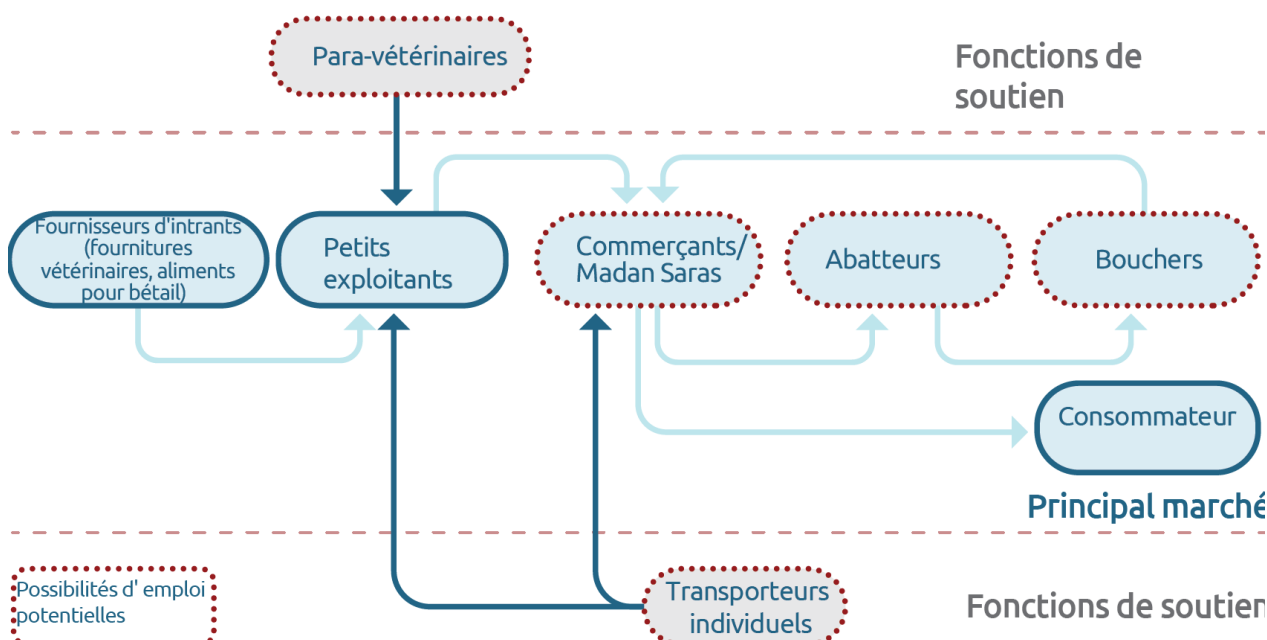 Para-vétérinaires
Fonctions de
soutien
Fournisseurs d'intrants
(fournitures
vétérinaires, aliments
pour bétail)
Petits
exploitants
Commerçants/
Madan Saras
Abatteurs
Bouchers
Consommateur
Principal marché
Possibilités d' emploi
potentielles
Transporteurs
individuels
Fonctions de soutien